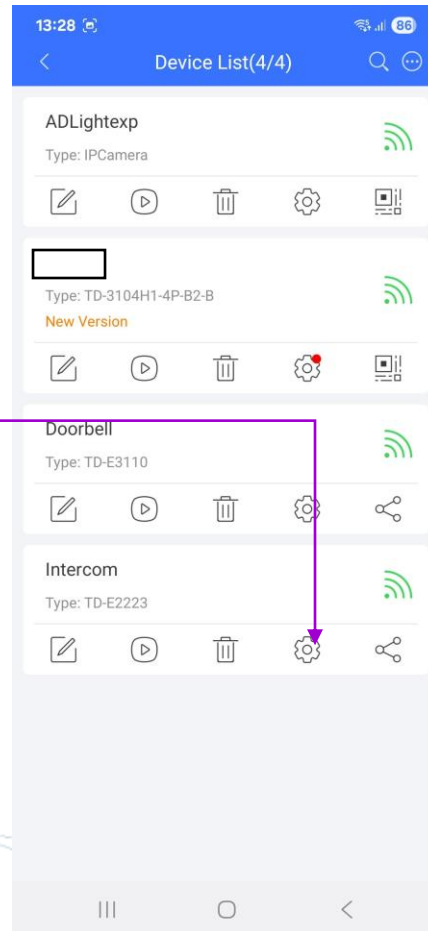 13:28
86
Device List(4/4)
ADLightexp
Type: IPCamera
Type: TD-3104H1-4P-B2-B
New Version
Doorbell
Type: TD-E3110
Intercom
Type: TD-E2223